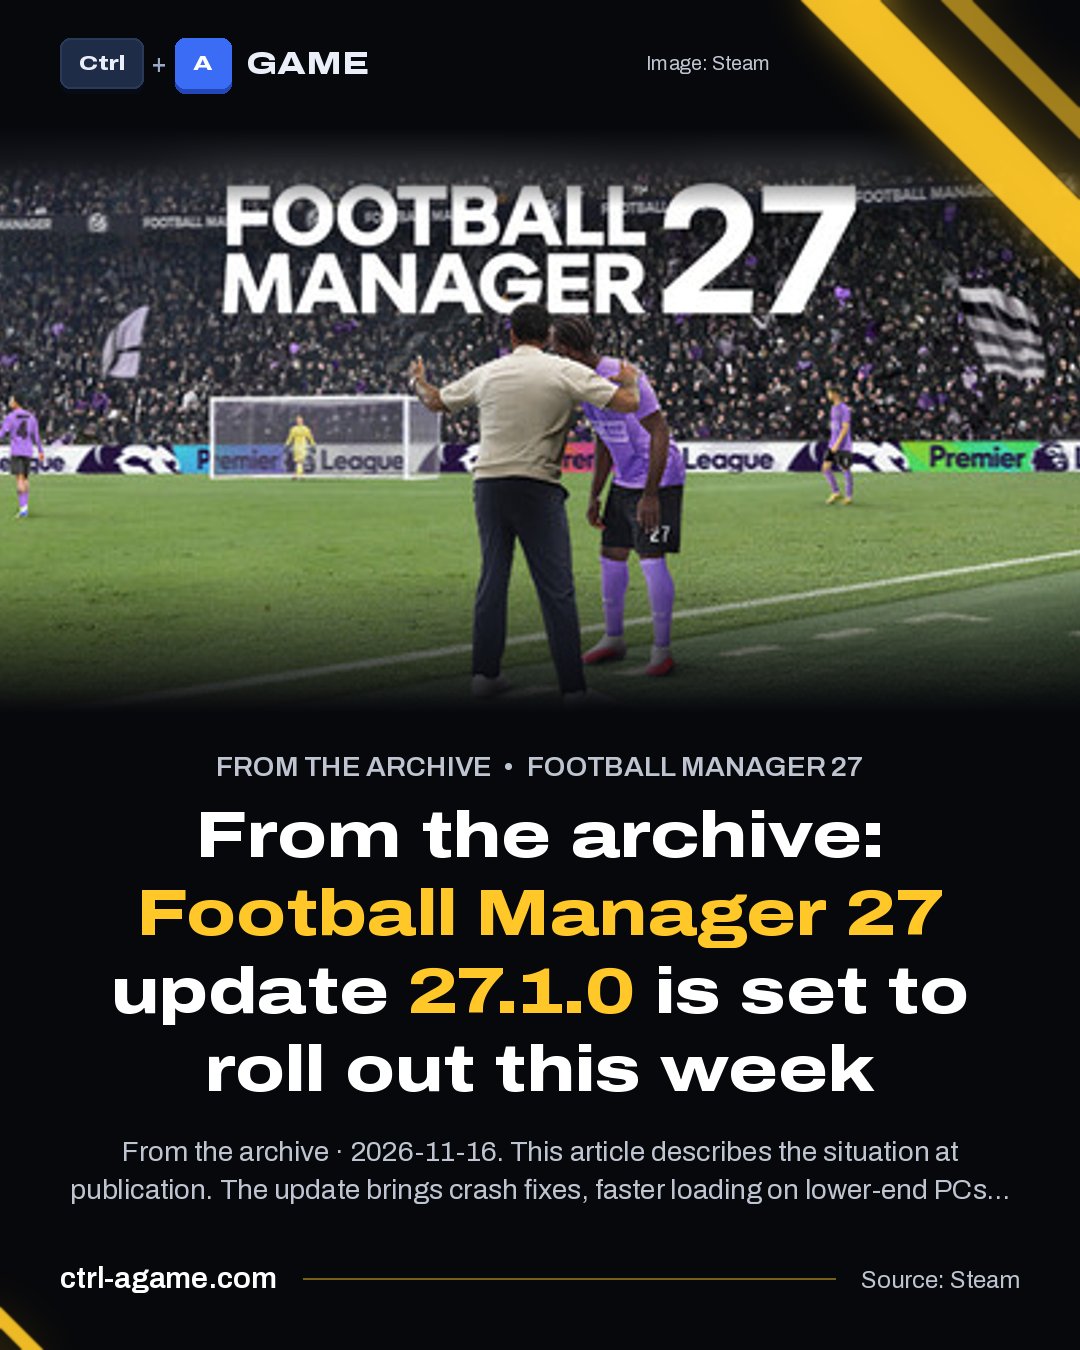 Ctrl + A GAME
Image: Steam
FOOTBALL
MANAGER 27
FOOTBALL MANAGER
Premier League
League
Premier
27
4
FROM THE ARCHIVE • FOOTBALL MANAGER 27
From the archive:
Football Manager 27
update 27.1.0 is set to
roll out this week
From the archive · 2026-11-16. This article describes the situation at
publication. The update brings crash fixes, faster loading on lower-end PCs...
ctrl-agame.com
Source: Steam